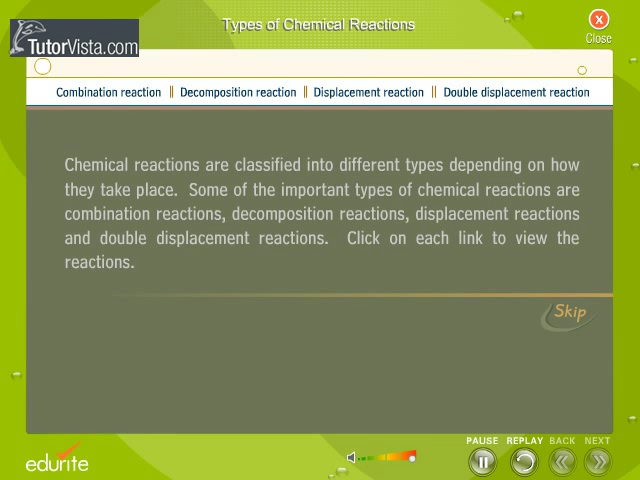 Types of Chemical Reactions
X
Close
TutorVista.com
Combination reaction || Decomposition reaction || Displacement reaction || Double displacement reaction
Chemical reactions are classified into different types depending on how
they take place. Some of the important types of chemical reactions are
combination reactions, decomposition reactions, displacement reactions
and double displacement reactions. Click on each link to view the
reactions.
Skip
PAUSE REPLAY BACK NEXT
edurite